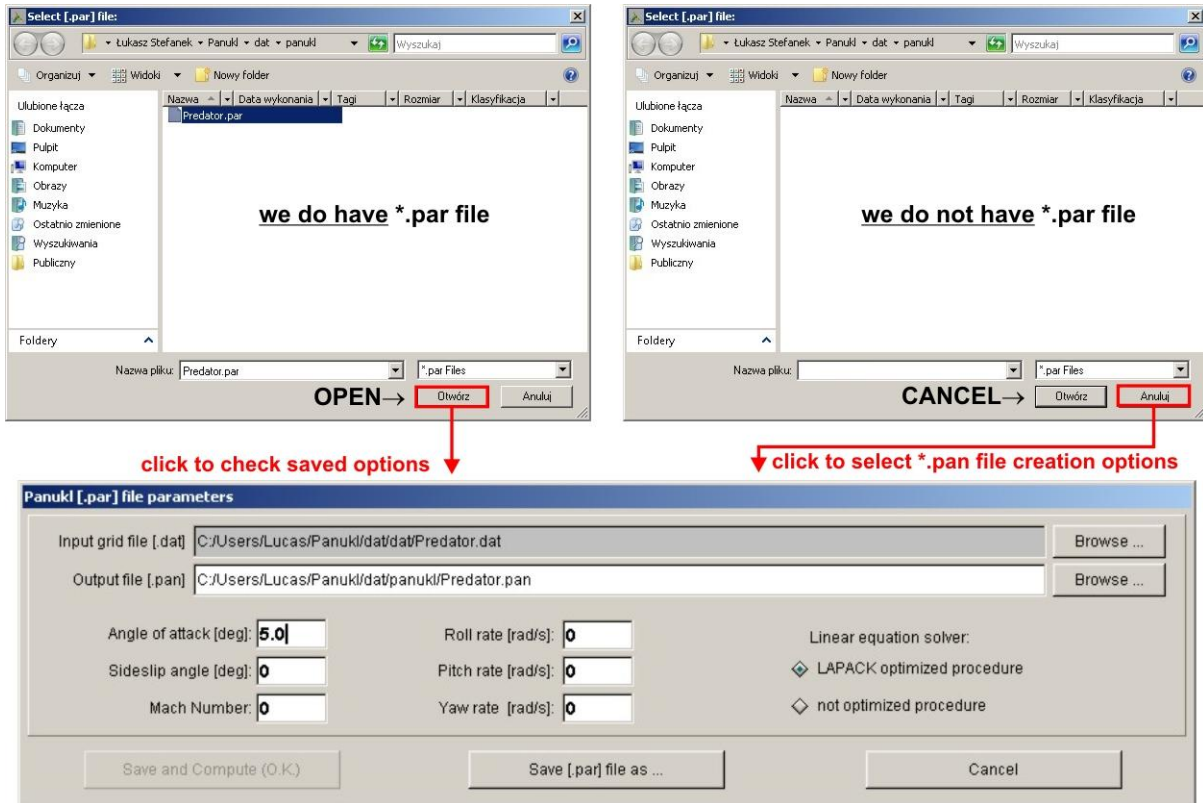 Select [.par] file:
Łukasz Stefanek Panukl dat panukl
Wyszukaj
Organizuj Widoki Nowy folder
Ulubione łącza
Dokumenty
Pulpit
Komputer
Obrazy
Muzyka
Ostatnio zmienione
Wyszukiwania
Publiczny
Foldery
Nazwa Data wykonania Tagi Rozmiar Klasyfikacja
Predator.par
we do have *.par file
Nazwa pliku: Predator.par *.par Files
OPEN→ Otwórz Anuluj
Select [.par] file:
Łukasz Stefanek Panukl dat panukl
Wyszukaj
Organizuj Widoki Nowy folder
Ulubione łącza
Dokumenty
Pulpit
Komputer
Obrazy
Muzyka
Ostatnio zmienione
Wyszukiwania
Publiczny
Foldery
Nazwa Data wykonania Tagi Rozmiar Klasyfikacja
we do not have *.par file
Nazwa pliku: *.par Files
CANCEL→ Otwórz Anuluj
click to check saved options
click to select *.pan file creation options
Panukl [.par] file parameters
Input grid file [.dat] C:/Users/Lucas/Panukl/dat/dat/Predator.dat Browse ...
Output file [.pan] C:/Users/Lucas/Panukl/dat/panukl/Predator.pan Browse ...
Angle of attack [deg]: 5.0 Roll rate [rad/s]: 0 Linear equation solver:
Sideslip angle [deg]: 0 Pitch rate [rad/s]: 0 LAPACK optimized procedure
Mach Number: 0 Yaw rate [rad/s]: 0 not optimized procedure
Save and Compute (O.K.) Save [.par] file as ... Cancel